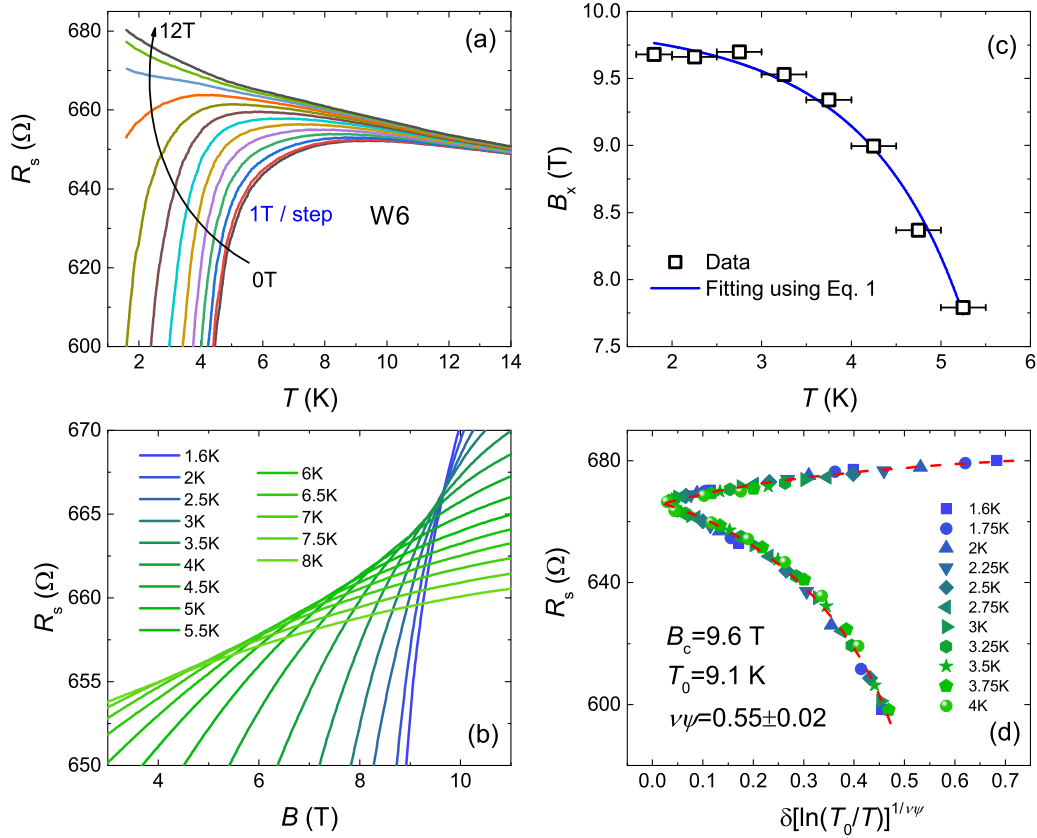 680
660
640
620
600
R_s (Ω)
12T
(a)
1T / step
W6
0T
2 4 6 8 10 12 14
T (K)
10.0
9.5
9.0
8.5
8.0
7.5
B_x (T)
(c)
Data
Fitting using Eq. 1
2 3 4 5 6
T (K)
670
665
660
655
650
R_s (Ω)
1.6K
2K
2.5K
3K
3.5K
4K
4.5K
5K
5.5K
6K
6.5K
7K
7.5K
8K
(b)
4 6 8 10
B (T)
680
640
600
R_s (Ω)
1.6K
1.75K
2K
2.25K
2.5K
2.75K
3K
3.25K
3.5K
3.75K
4K
B_c=9.6 T
T_0=9.1 K
νψ=0.55±0.02
(d)
0.0 0.1 0.2 0.3 0.4 0.5 0.6 0.7
δ[ln(T_0/T)]^{1/νψ}